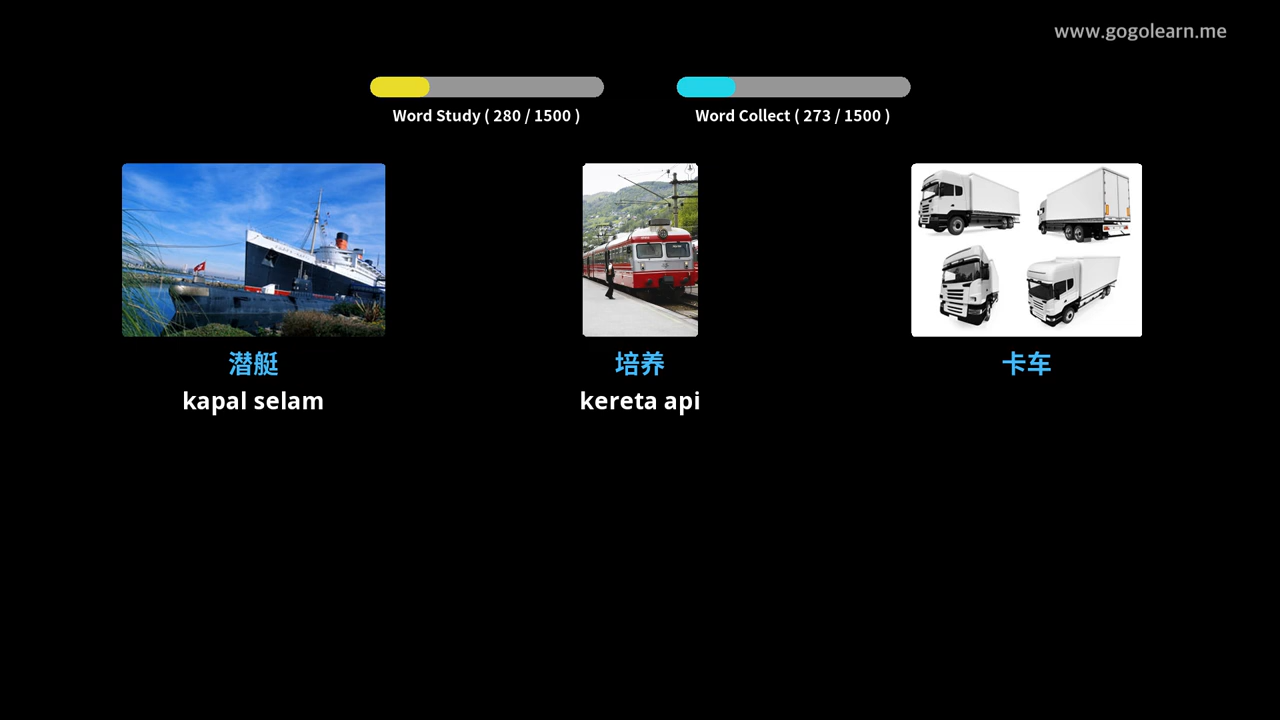 www.gogolearn.me
Word Study ( 280 / 1500 )
Word Collect ( 273 / 1500 )
潜艇
培养
卡车
kapal selam
kereta api